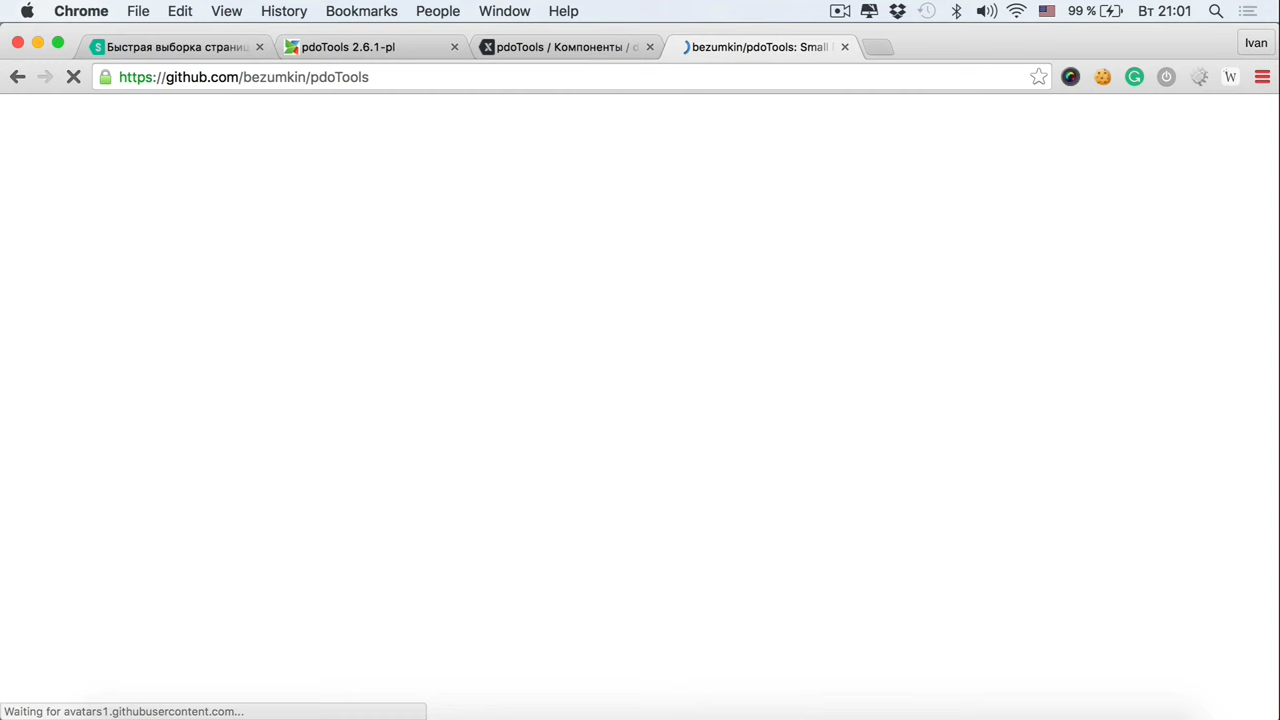 Chrome File Edit View History Bookmarks People Window Help 99 % Вт 21:01
Быстрая выборка страниц pdoTools 2.6.1-pl pdoTools / Компоненты / bezumkin/pdoTools: Small Ivan
https://github.com/bezumkin/pdoTools W
Waiting for avatars1.githubusercontent.com...